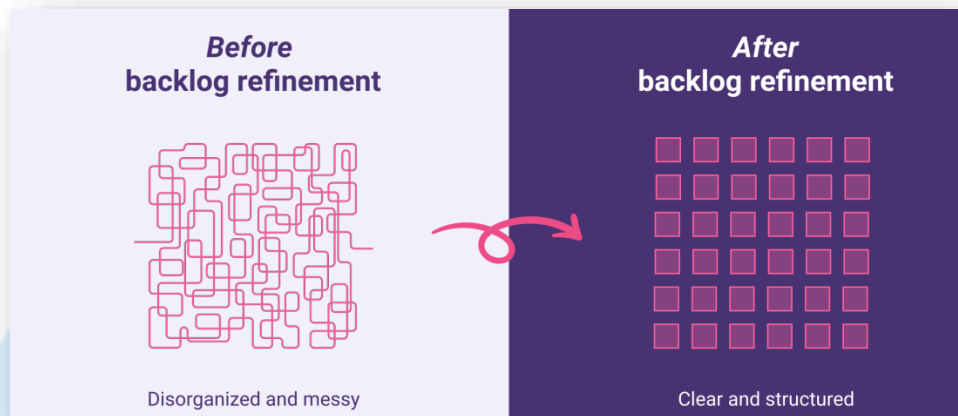 Before
backlog refinement
Disorganized and messy
After
backlog refinement
Clear and structured